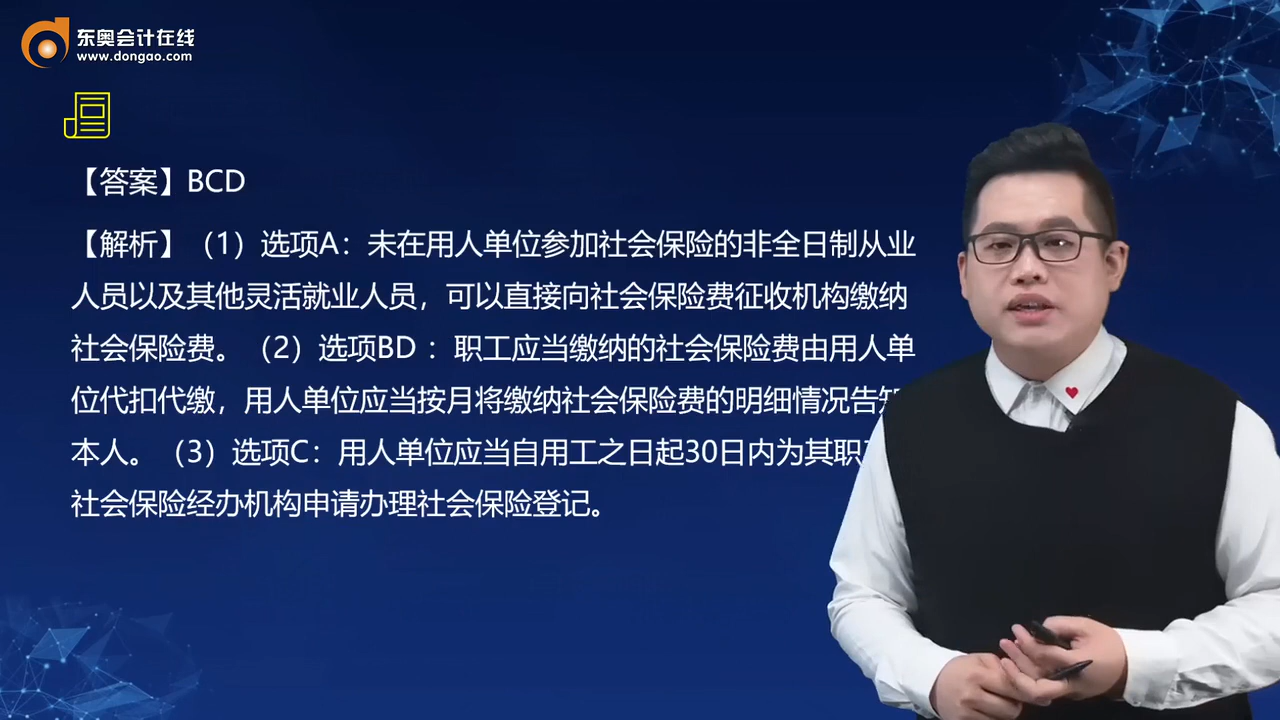 东奥会计在线
www.dongao.com
【答案】BCD
【解析】（1）选项A：未在用人单位参加社会保险的非全日制从业
人员以及其他灵活就业人员，可以直接向社会保险费征收机构缴纳
社会保险费。（2）选项BD ：职工应当缴纳的社会保险费由用人单
位代扣代缴，用人单位应当按月将缴纳社会保险费的明细情况告知
本人。（3）选项C：用人单位应当自用工之日起30日内为其职
社会保险经办机构申请办理社会保险登记。